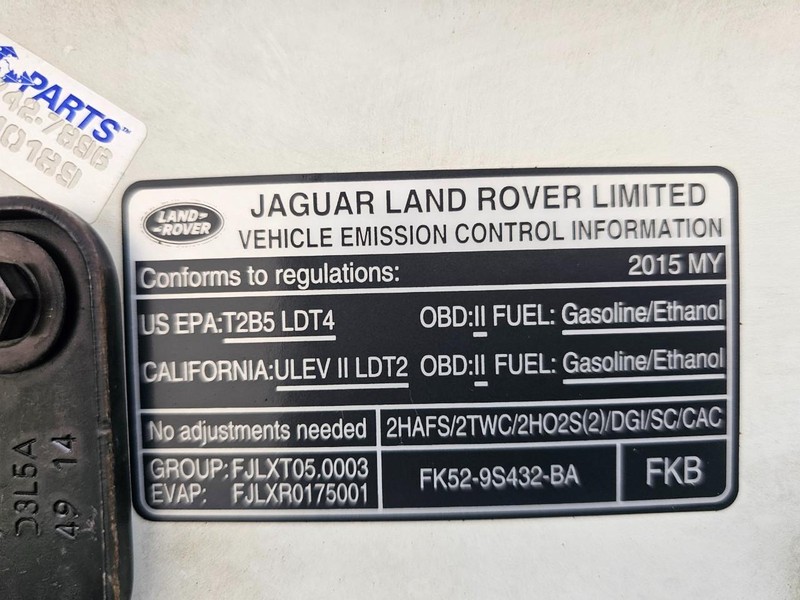 PARTS™
LAND-
-ROVER
JAGUAR LAND ROVER LIMITED
VEHICLE EMISSION CONTROL INFORMATION
Conforms to regulations: 2015 MY
US EPA:T2B5 LDT4 OBD:II FUEL: Gasoline/Ethanol
CALIFORNIA:ULEV II LDT2 OBD:II FUEL: Gasoline/Ethanol
No adjustments needed 2HAFS/2TWC/2HO2S(2)/DGI/SC/CAC
GROUP:FJLXT05.0003
EVAP: FJLXR0175001
FK52-9S432-BA FKB
D3L5A
49 14